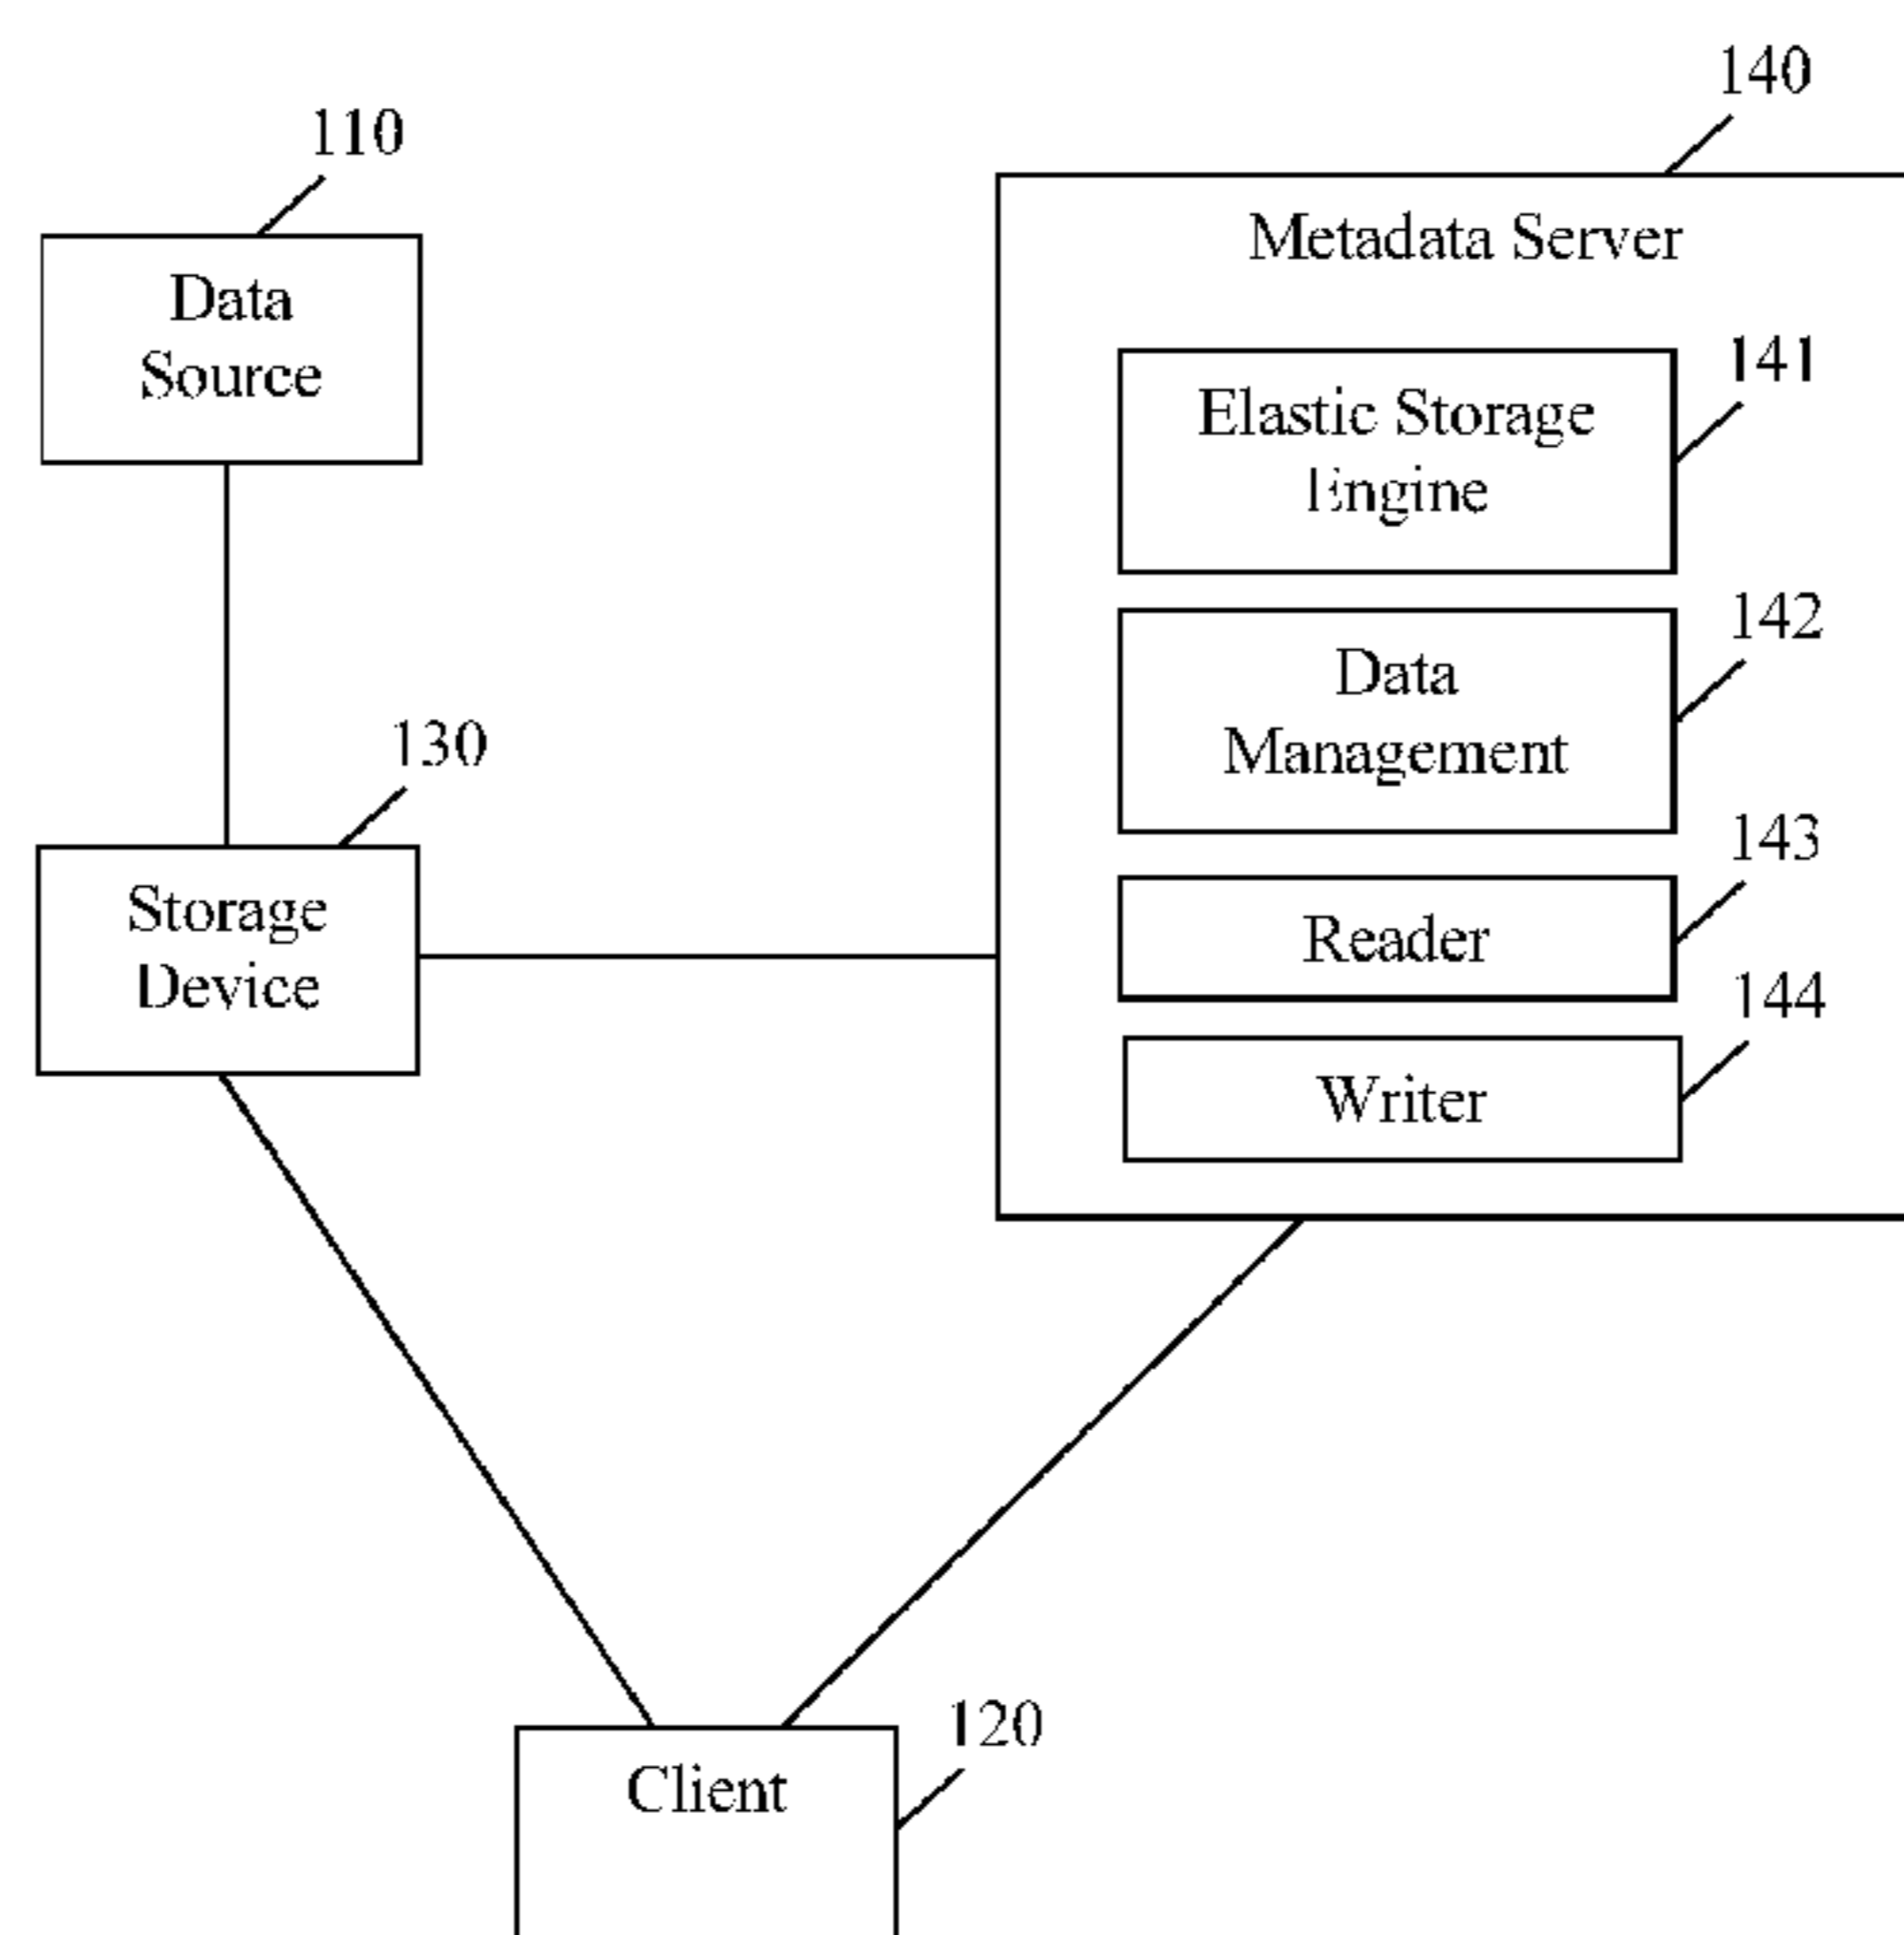 140
110
Metadata Server
Data
Source
141
Elastic Storage
Engine
142
Data
Management
130
143
Storage
Device
Reader
144
Writer
120
Client